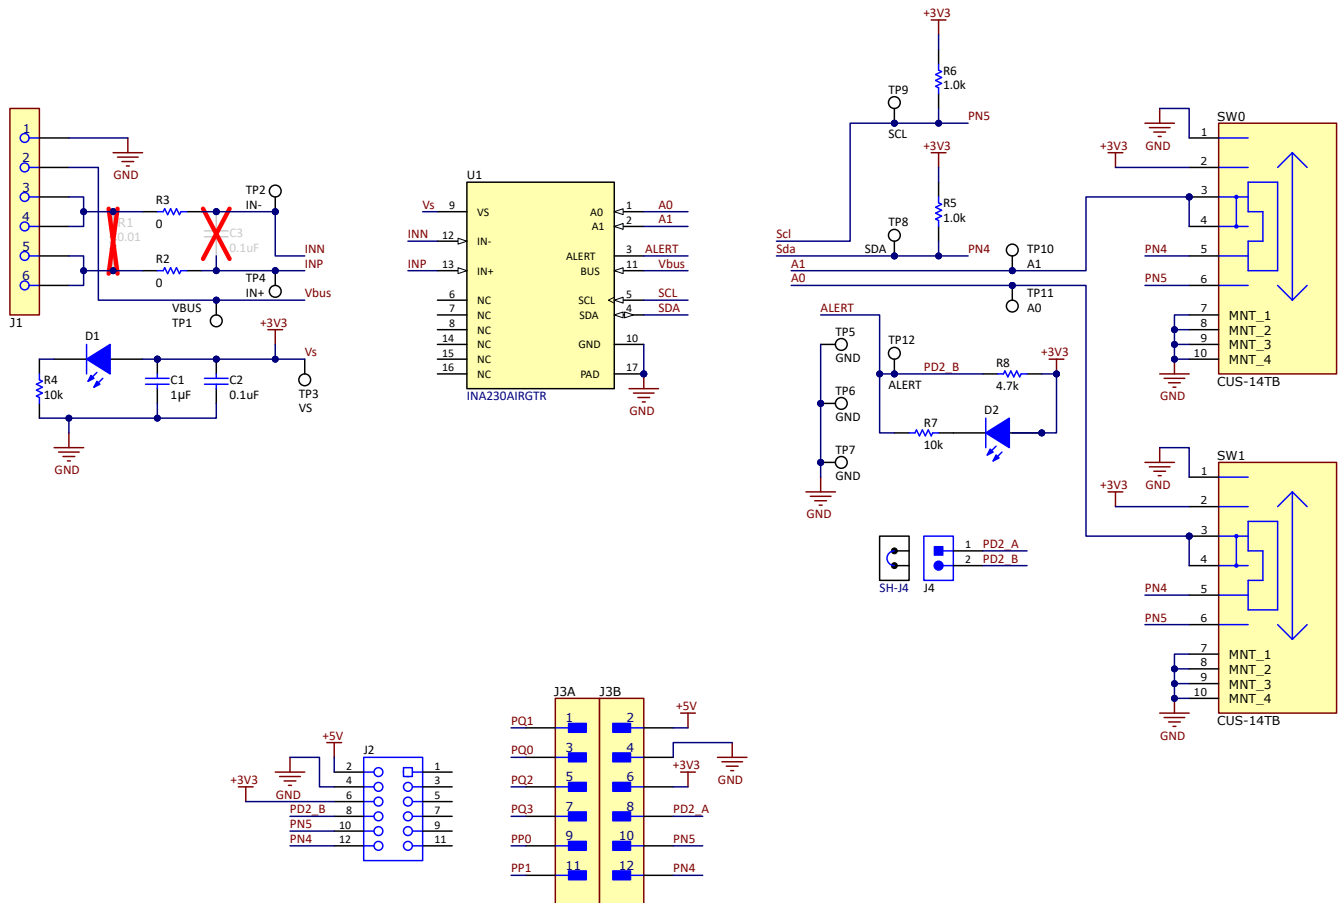 J1
1
2
3
4
5
6
GND
R1
0.01
R3
0
R2
0
C3
0.1uF
TP2
IN-
INN
INP
TP4
IN+
VBUS
TP1
Vbus
D1
R4
10k
C1
1µF
C2
0.1uF
+3V3
Vs
TP3
VS
GND
U1
Vs 9 VS
INN 12 IN-
INP 13 IN+
6 NC
7 NC
8 NC
14 NC
15 NC
16 NC
A0 1 A0
A1 2 A1
ALERT 3 ALERT
BUS 11 Vbus
SCL 5 SCL
SDA 4 SDA
GND 10
PAD 17
GND
INA230AIRGTR
+3V3
R6
1.0k
TP9
SCL
PN5
+3V3
R5
1.0k
TP8
SDA
PN4
Scl
Sda
A1
A0
TP10
A1
TP11
A0
ALERT
TP5
GND
TP6
GND
TP7
GND
GND
TP12
ALERT
PD2_B
R8
4.7k
+3V3
R7
10k
D2
SH-J4
J4
1 PD2_A
2 PD2_B
SW0
GND
+3V3
1
2
3
4
PN4 5
PN5 6
7 MNT_1
8 MNT_2
9 MNT_3
10 MNT_4
GND
CUS-14TB
SW1
GND
+3V3
1
2
3
4
PN4 5
PN5 6
7 MNT_1
8 MNT_2
9 MNT_3
10 MNT_4
GND
CUS-14TB
J2
+5V
GND
+3V3
2 1
4 3
6 5
PD2_B 8 7
PN5 10 9
PN4 12 11
J3A J3B
PQ1 1 2 +5V
PQ0 3 4 GND
PQ2 5 6 +3V3
PQ3 7 8 PD2_A
PP0 9 10 PN5
PP1 11 12 PN4